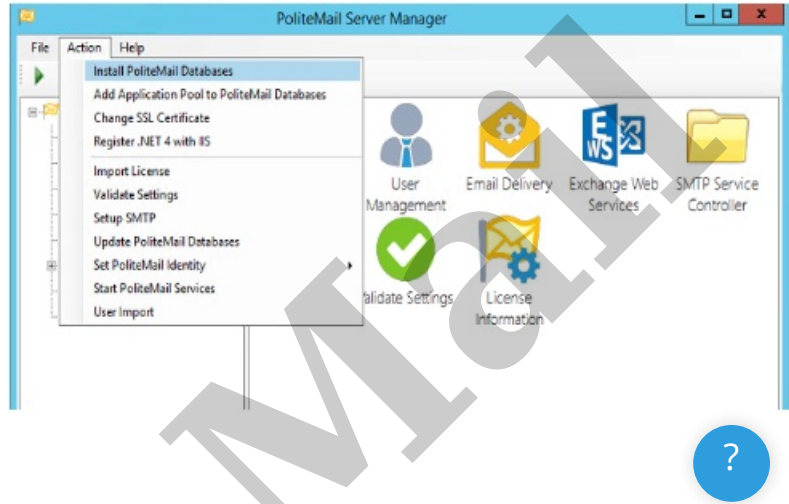 PoliteMail Server Manager
File Action Help
Install PoliteMail Databases
Add Application Pool to PoliteMail Databases
Change SSL Certificate
Register .NET 4 with IIS
Import License
Validate Settings
Setup SMTP
Update PoliteMail Databases
Set PoliteMail Identity
Start PoliteMail Services
User Import
User
Management
Email Delivery
E
WS
Exchange Web
Services
SMTP Service
Controller
alidate Settings
License
Information
Mail
?